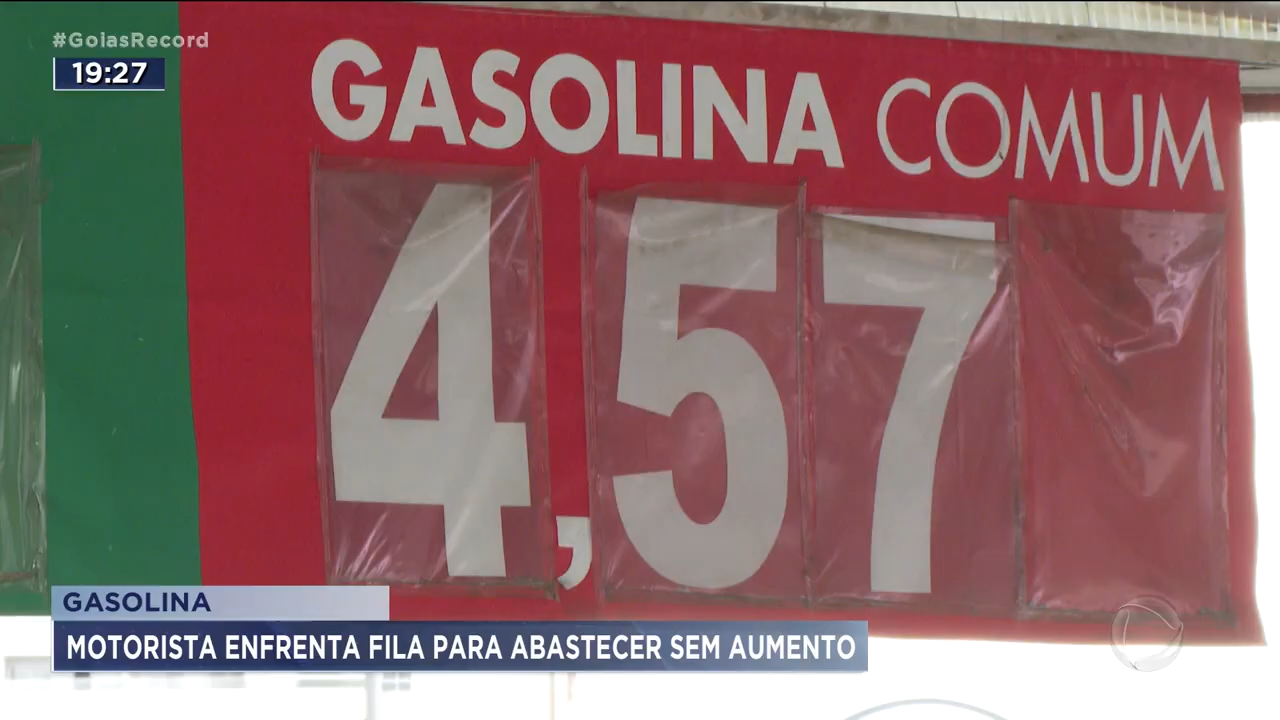 #GoiasRecord
19:27
GASOLINA COMUM
4,57
GASOLINA
MOTORISTA ENFRENTA FILA PARA ABASTECER SEM AUMENTO